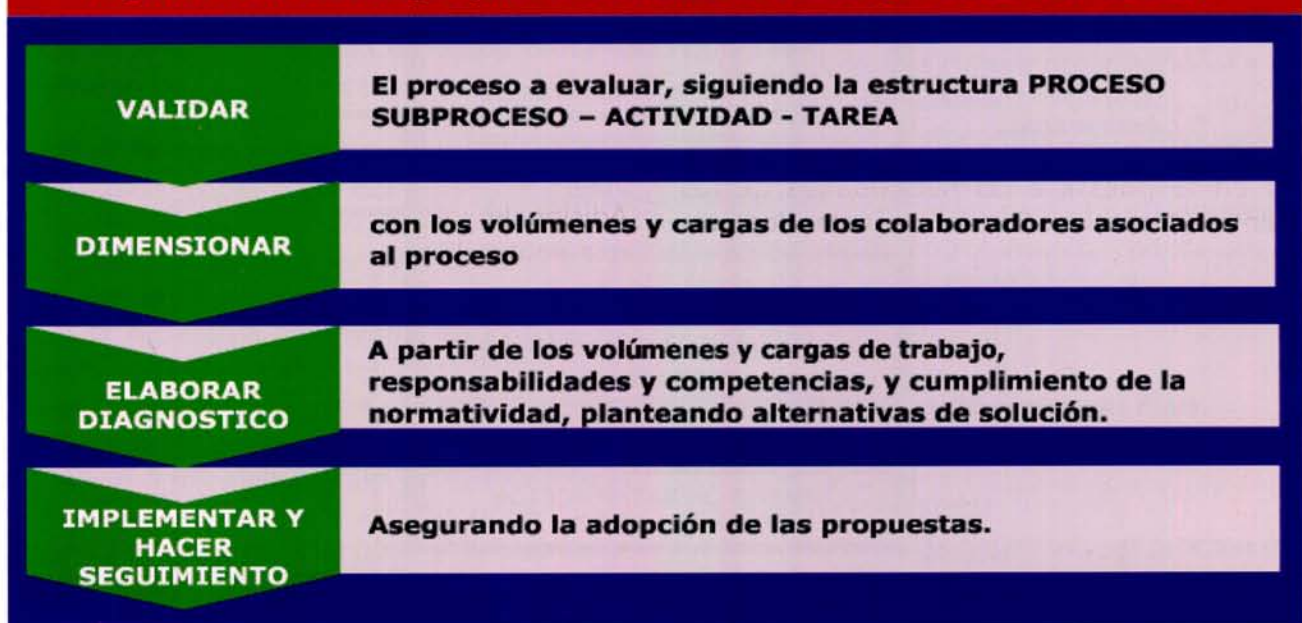 VALIDAR
El proceso a evaluar, siguiendo la estructura PROCESO
SUBPROCESO – ACTIVIDAD - TAREA
DIMENSIONAR
con los volúmenes y cargas de los colaboradores asociados
al proceso
ELABORAR
DIAGNOSTICO
A partir de los volúmenes y cargas de trabajo,
responsabilidades y competencias, y cumplimiento de la
normatividad, planteando alternativas de solución.
IMPLEMENTAR Y
HACER
SEGUIMIENTO
Asegurando la adopción de las propuestas.